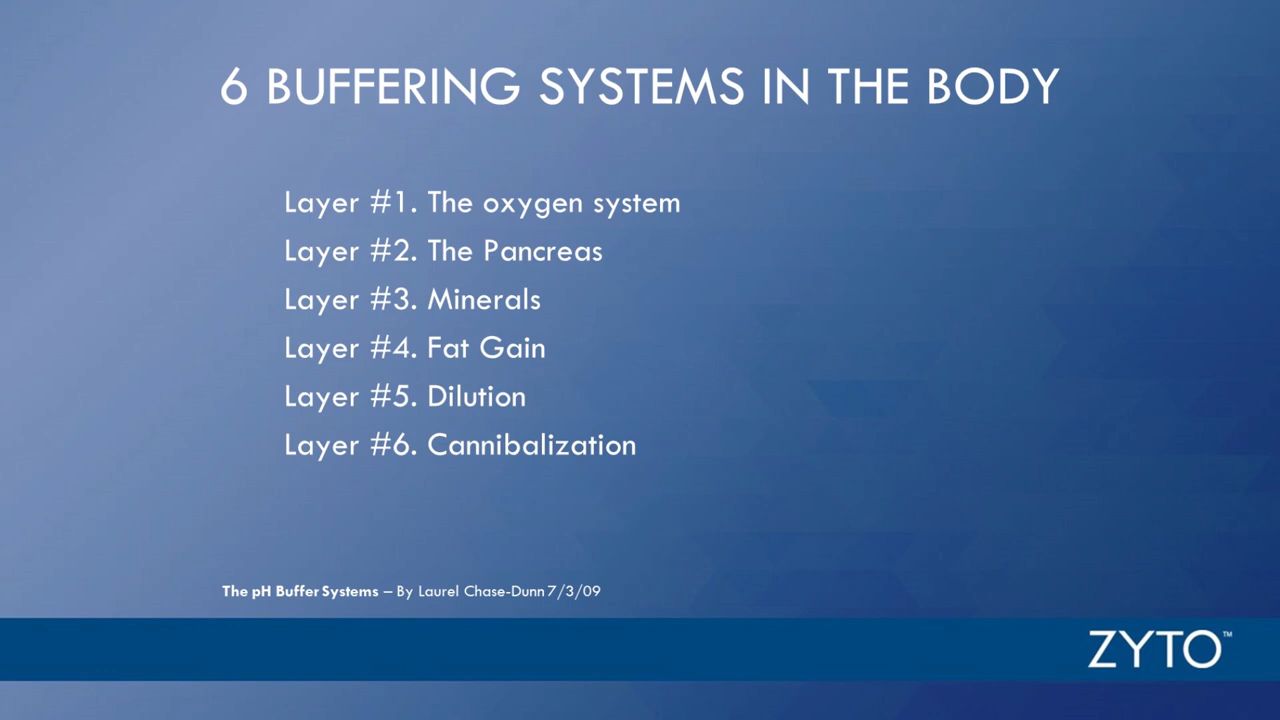 6 BUFFERING SYSTEMS IN THE BODY
Layer #1. The oxygen system
Layer #2. The Pancreas
Layer #3. Minerals
Layer #4. Fat Gain
Layer #5. Dilution
Layer #6. Cannibalization
The pH Buffer Systems – By Laurel Chase-Dunn 7/3/09
ZYTO™